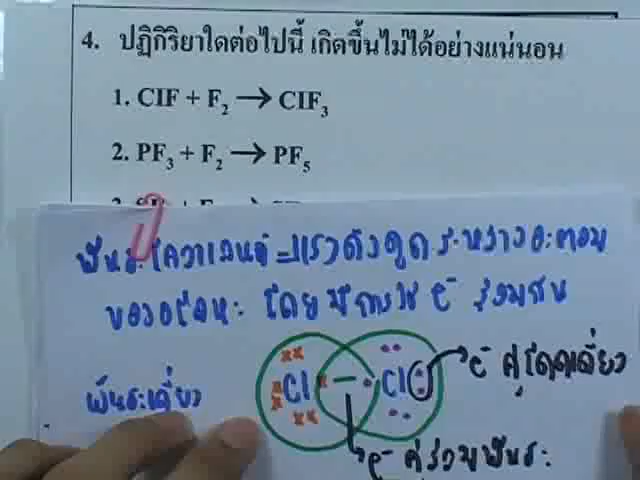 4. ปฏิกิริยาใดต่อไปนี้ เกิดขึ้นไม่ได้อย่างแน่นอน
1. ClF + F₂ → ClF₃
2. PF₃ + F₂ → PF₅
พันธะโควาเลนต์ = แรงดึงดูดระหว่างอะตอม
ของอโลหะ โดยมีการใช้ e⁻ ร่วมกัน
พันธะเดี่ยว
Cl – Cl
e⁻ คู่โดดเดี่ยว
e⁻ คู่ร่วมพันธะ